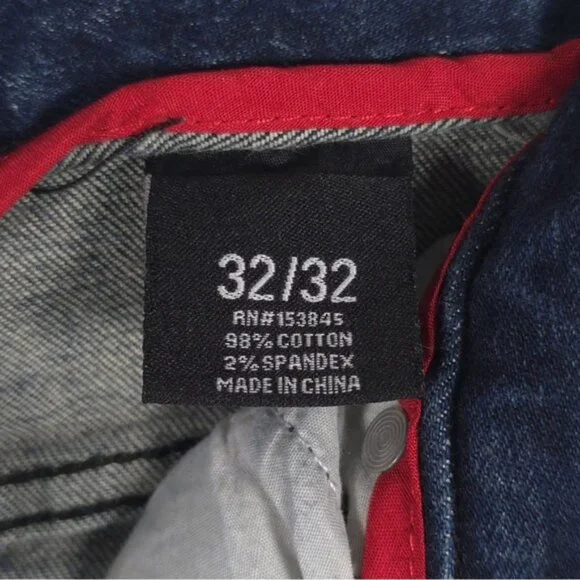 32/32
RN#153845
98% COTTON
2% SPANDEX
MADE IN CHINA